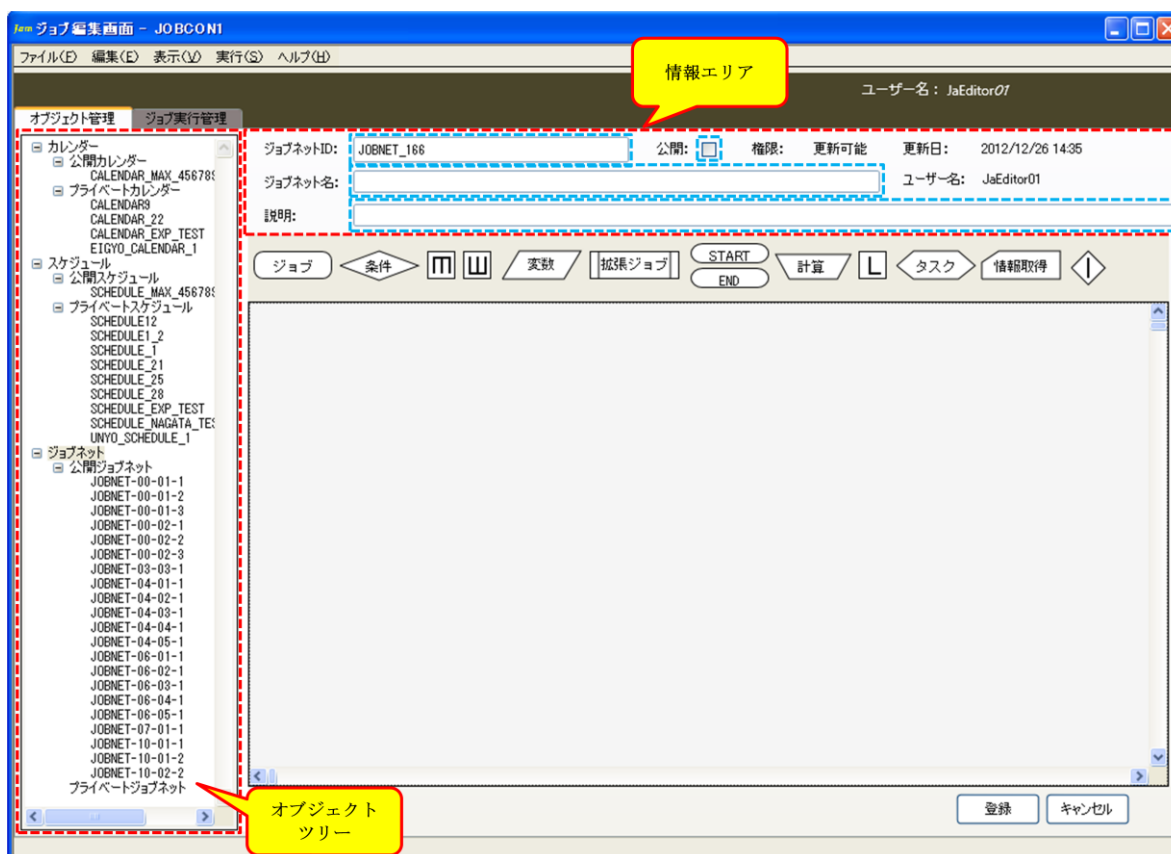 Jam ジョブ編集画面 - JOBCON1
ファイル(F) 編集(E) 表示(V) 実行(S) ヘルプ(H)
情報エリア
ユーザー名: JaEditor01
オブジェクト管理 ジョブ実行管理
カレンダー
公開カレンダー
CALENDAR_MAX_45678
プライベートカレンダー
CALENDAR9
CALENDAR_22
CALENDAR_EXP_TEST
EIGYO_CALENDAR_1
スケジュール
公開スケジュール
SCHEDULE_MAX_45678
プライベートスケジュール
SCHEDULE12
SCHEDULE1_2
SCHEDULE_1
SCHEDULE_21
SCHEDULE_25
SCHEDULE_28
SCHEDULE_EXP_TEST
SCHEDULE_NAGATA_TES
UNYO_SCHEDULE_1
ジョブネット
公開ジョブネット
JOBNET-00-01-1
JOBNET-00-01-2
JOBNET-00-01-3
JOBNET-00-02-1
JOBNET-00-02-2
JOBNET-00-02-3
JOBNET-03-03-1
JOBNET-04-01-1
JOBNET-04-02-1
JOBNET-04-03-1
JOBNET-04-04-1
JOBNET-04-05-1
JOBNET-06-01-1
JOBNET-06-02-1
JOBNET-06-03-1
JOBNET-06-04-1
JOBNET-06-05-1
JOBNET-07-01-1
JOBNET-10-01-1
JOBNET-10-01-2
JOBNET-10-02-2
プライベートジョブネット
オブジェクト
ツリー
ジョブネットID: JOBNET_166 公開: 権限: 更新可能 更新日: 2012/12/26 14:35
ジョブネット名: ユーザー名: JaEditor01
説明:
ジョブ 条件 変数 拡張ジョブ START 計算 L タスク 情報取得 I
END
登録 キャンセル